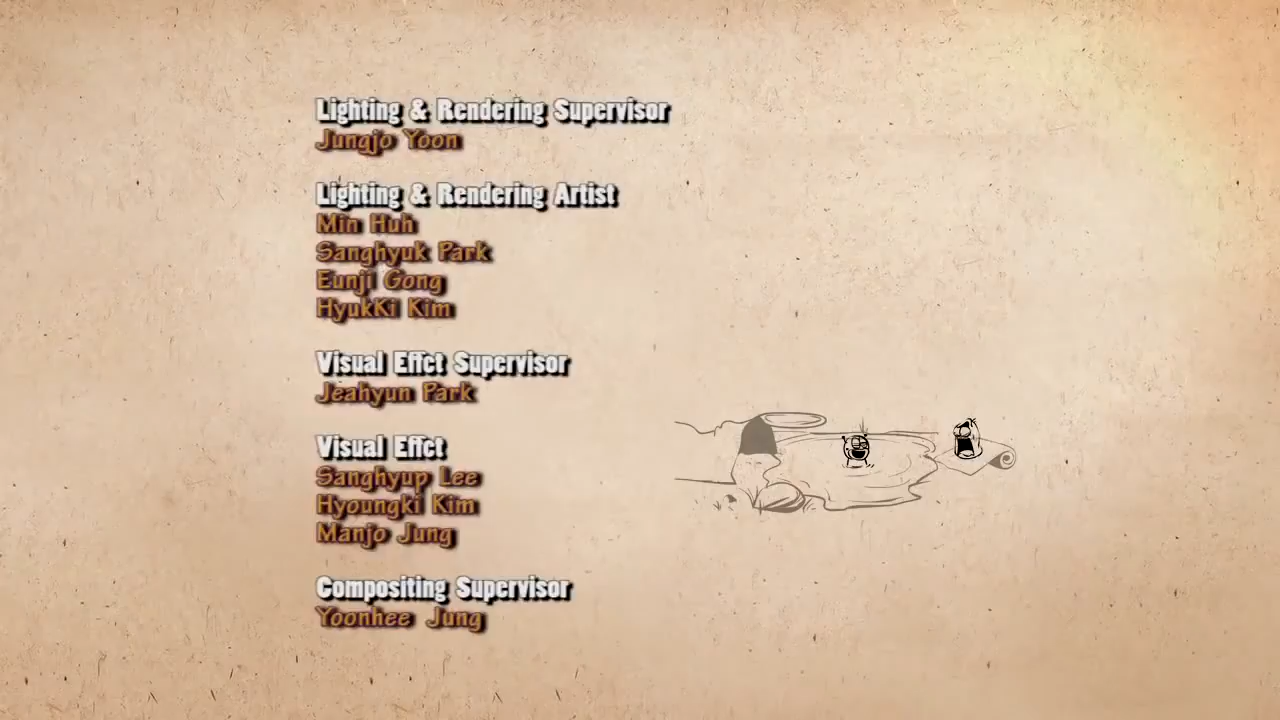 Lighting & Rendering Supervisor
Jungjo Yoon
Lighting & Rendering Artist
Min Huh
Sanghyuk Park
Eunji Gong
HyukKi Kim
Visual Effct Supervisor
Jeahyun Park
Visual Effct
Sanghyup Lee
Hyoungki Kim
Manjo Jung
Compositing Supervisor
Yoonhee Jung